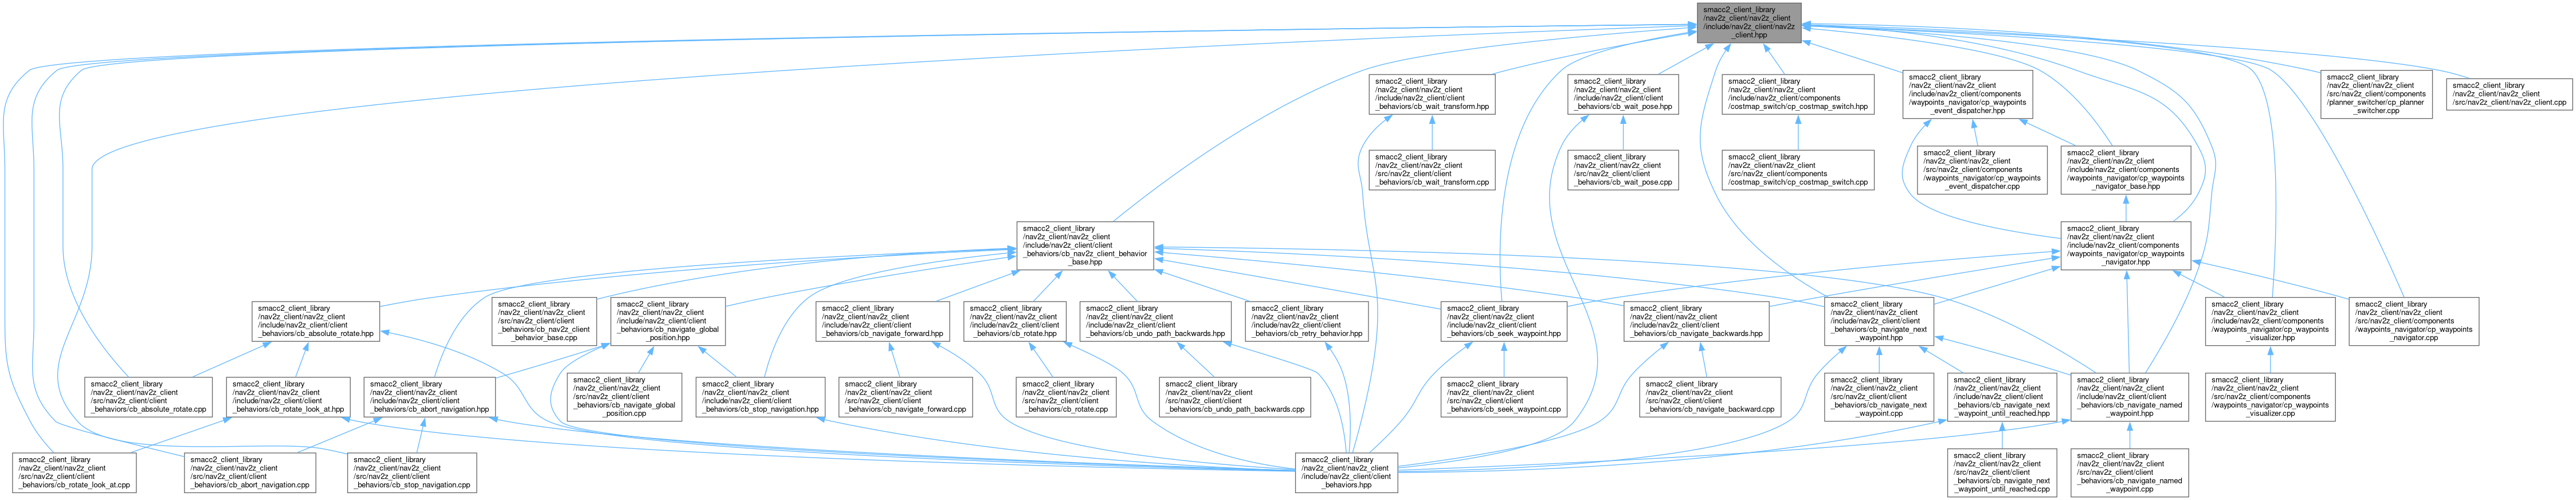 smacc2_client_library
/nav2z_client/nav2z_client
/include/nav2z_client/nav2z
_client.hpp
smacc2_client_library
/nav2z_client/nav2z_client
/include/nav2z_client/client
_behaviors/cb_wait_transform.hpp
smacc2_client_library
/nav2z_client/nav2z_client
/include/nav2z_client/client
_behaviors/cb_wait_pose.hpp
smacc2_client_library
/nav2z_client/nav2z_client
/include/nav2z_client/components
/costmap_switch/cp_costmap_switch.hpp
smacc2_client_library
/nav2z_client/nav2z_client
/include/nav2z_client/components
/waypoints_navigator/cp_waypoints
_event_dispatcher.hpp
smacc2_client_library
/nav2z_client/nav2z_client
/src/nav2z_client/components
/planner_switcher/cp_planner
_switcher.cpp
smacc2_client_library
/nav2z_client/nav2z_client
/src/nav2z_client/nav2z_client.cpp
smacc2_client_library
/nav2z_client/nav2z_client
/src/nav2z_client/client
_behaviors/cb_wait_transform.cpp
smacc2_client_library
/nav2z_client/nav2z_client
/src/nav2z_client/client
_behaviors/cb_wait_pose.cpp
smacc2_client_library
/nav2z_client/nav2z_client
/src/nav2z_client/components
/costmap_switch/cp_costmap_switch.cpp
smacc2_client_library
/nav2z_client/nav2z_client
/src/nav2z_client/components
/waypoints_navigator/cp_waypoints
_event_dispatcher.cpp
smacc2_client_library
/nav2z_client/nav2z_client
/include/nav2z_client/components
/waypoints_navigator/cp_waypoints
_navigator_base.hpp
smacc2_client_library
/nav2z_client/nav2z_client
/include/nav2z_client/client
_behaviors/cb_nav2z_client_behavior
_base.hpp
smacc2_client_library
/nav2z_client/nav2z_client
/include/nav2z_client/components
/waypoints_navigator/cp_waypoints
_navigator.hpp
smacc2_client_library
/nav2z_client/nav2z_client
/include/nav2z_client/client
_behaviors/cb_absolute_rotate.hpp
smacc2_client_library
/nav2z_client/nav2z_client
/src/nav2z_client/client
_behaviors/cb_nav2z_client
_behavior_base.cpp
smacc2_client_library
/nav2z_client/nav2z_client
/include/nav2z_client/client
_behaviors/cb_navigate_global
_position.hpp
smacc2_client_library
/nav2z_client/nav2z_client
/include/nav2z_client/client
_behaviors/cb_navigate_forward.hpp
smacc2_client_library
/nav2z_client/nav2z_client
/include/nav2z_client/client
_behaviors/cb_rotate.hpp
smacc2_client_library
/nav2z_client/nav2z_client
/include/nav2z_client/client
_behaviors/cb_undo_path_backwards.hpp
smacc2_client_library
/nav2z_client/nav2z_client
/include/nav2z_client/client
_behaviors/cb_retry_behavior.hpp
smacc2_client_library
/nav2z_client/nav2z_client
/include/nav2z_client/client
_behaviors/cb_seek_waypoint.hpp
smacc2_client_library
/nav2z_client/nav2z_client
/include/nav2z_client/client
_behaviors/cb_navigate_backwards.hpp
smacc2_client_library
/nav2z_client/nav2z_client
/include/nav2z_client/client
_behaviors/cb_navigate_next
_waypoint.hpp
smacc2_client_library
/nav2z_client/nav2z_client
/include/nav2z_client/components
/waypoints_navigator/cp_waypoints
_visualizer.hpp
smacc2_client_library
/nav2z_client/nav2z_client
/src/nav2z_client/components
/waypoints_navigator/cp_waypoints
_navigator.cpp
smacc2_client_library
/nav2z_client/nav2z_client
/src/nav2z_client/client
_behaviors/cb_absolute_rotate.cpp
smacc2_client_library
/nav2z_client/nav2z_client
/include/nav2z_client/client
_behaviors/cb_rotate_look_at.hpp
smacc2_client_library
/nav2z_client/nav2z_client
/include/nav2z_client/client
_behaviors/cb_abort_navigation.hpp
smacc2_client_library
/nav2z_client/nav2z_client
/src/nav2z_client/client
_behaviors/cb_navigate_global
_position.cpp
smacc2_client_library
/nav2z_client/nav2z_client
/include/nav2z_client/client
_behaviors/cb_stop_navigation.hpp
smacc2_client_library
/nav2z_client/nav2z_client
/src/nav2z_client/client
_behaviors/cb_navigate_forward.cpp
smacc2_client_library
/nav2z_client/nav2z_client
/src/nav2z_client/client
_behaviors/cb_rotate.cpp
smacc2_client_library
/nav2z_client/nav2z_client
/src/nav2z_client/client
_behaviors/cb_undo_path_backwards.cpp
smacc2_client_library
/nav2z_client/nav2z_client
/src/nav2z_client/client
_behaviors/cb_seek_waypoint.cpp
smacc2_client_library
/nav2z_client/nav2z_client
/src/nav2z_client/client
_behaviors/cb_navigate_backward.cpp
smacc2_client_library
/nav2z_client/nav2z_client
/src/nav2z_client/client
_behaviors/cb_navigate_next
_waypoint.cpp
smacc2_client_library
/nav2z_client/nav2z_client
/include/nav2z_client/client
_behaviors/cb_navigate_next
_waypoint_until_reached.hpp
smacc2_client_library
/nav2z_client/nav2z_client
/include/nav2z_client/client
_behaviors/cb_navigate_named
_waypoint.hpp
smacc2_client_library
/nav2z_client/nav2z_client
/src/nav2z_client/components
/waypoints_navigator/cp_waypoints
_visualizer.cpp
smacc2_client_library
/nav2z_client/nav2z_client
/src/nav2z_client/client
_behaviors/cb_rotate_look_at.cpp
smacc2_client_library
/nav2z_client/nav2z_client
/src/nav2z_client/client
_behaviors/cb_abort_navigation.cpp
smacc2_client_library
/nav2z_client/nav2z_client
/src/nav2z_client/client
_behaviors/cb_stop_navigation.cpp
smacc2_client_library
/nav2z_client/nav2z_client
/include/nav2z_client/client
_behaviors.hpp
smacc2_client_library
/nav2z_client/nav2z_client
/src/nav2z_client/client
_behaviors/cb_navigate_next
_waypoint_until_reached.cpp
smacc2_client_library
/nav2z_client/nav2z_client
/src/nav2z_client/client
_behaviors/cb_navigate_named
_waypoint.cpp